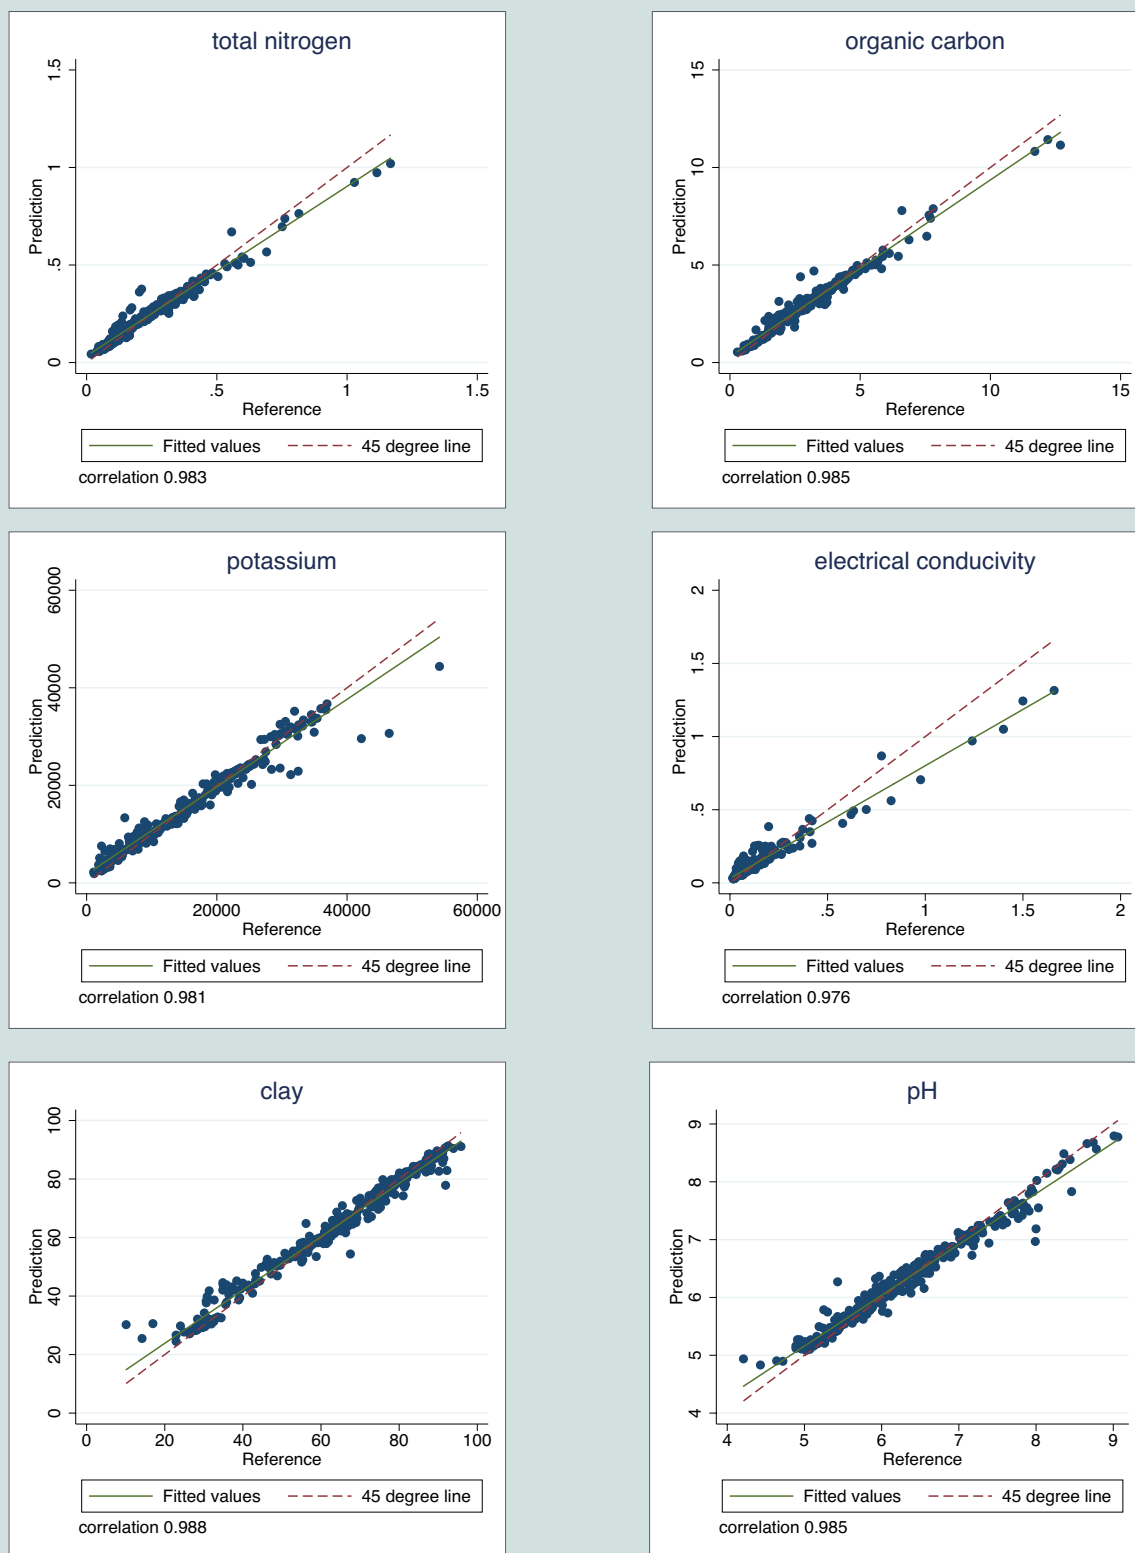 total nitrogen
1.5
1
.5
0
Prediction
0 .5 1 1.5
Reference
Fitted values 45 degree line
correlation 0.983
organic carbon
15
10
5
0
Prediction
0 5 10 15
Reference
Fitted values 45 degree line
correlation 0.985
potassium
60000
40000
20000
0
Prediction
0 20000 40000 60000
Reference
Fitted values 45 degree line
correlation 0.981
electrical conducivity
2
1.5
1
.5
0
Prediction
0 .5 1 1.5 2
Reference
Fitted values 45 degree line
correlation 0.976
clay
100
80
60
40
20
0
Prediction
0 20 40 60 80 100
Reference
Fitted values 45 degree line
correlation 0.988
pH
9
8
7
6
5
4
Prediction
4 5 6 7 8 9
Reference
Fitted values 45 degree line
correlation 0.985